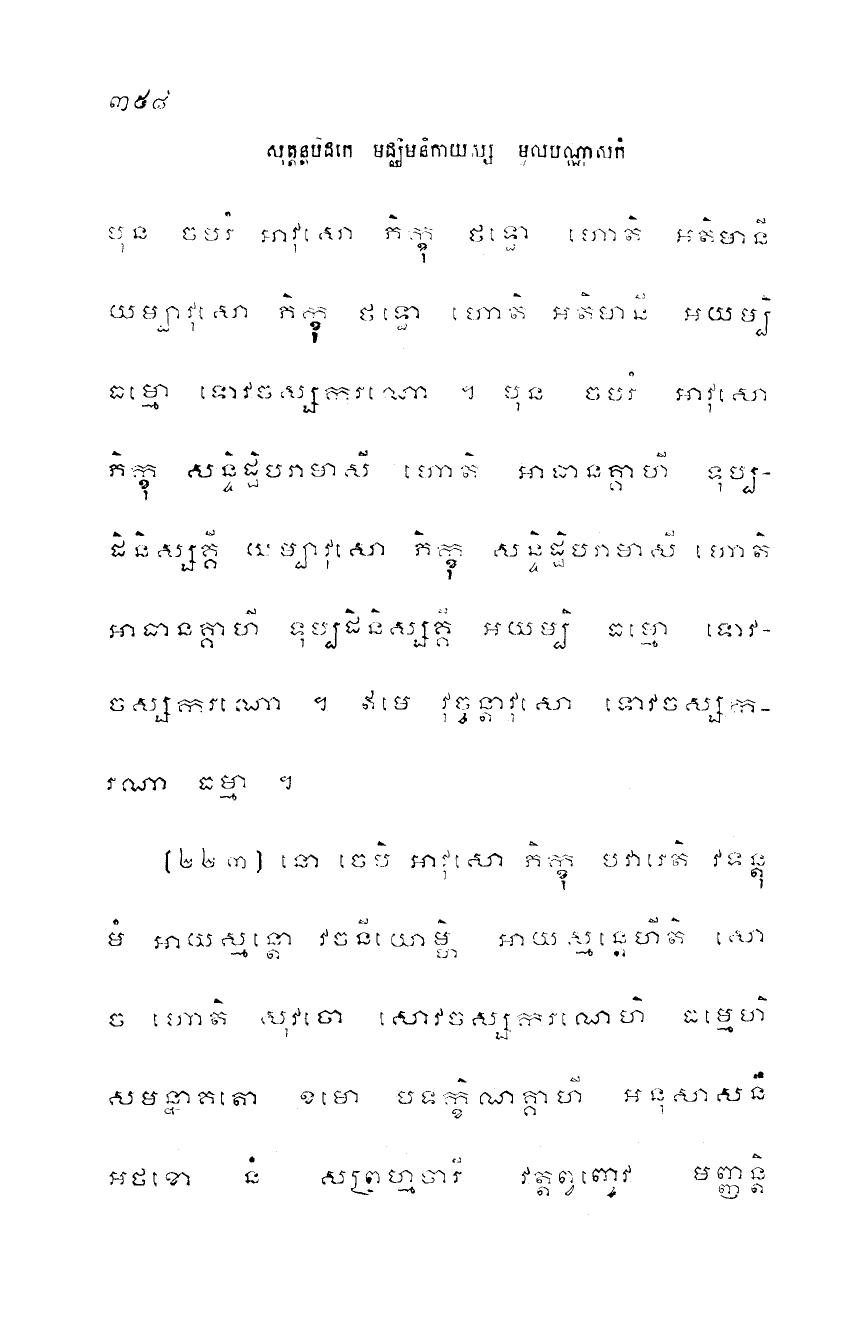 ៣៥៨
សុត្តន្តបិដកេ មជ្ឈិមនិកាយស្ស មូលបណ្ណាសកំ
បុន ចបរំ អាវុសោ ភិក្ខុ ថទ្ធោ ហោតិ អតិមានី
យម្បាវុសោ ភិក្ខុ ថទ្ធោ ហោតិ អតិមានី អយម្បិ
ធម្មោ ទោវចស្សករណោ ។ បុន ចបរំ អាវុសោ
ភិក្ខុ សន្ទិដ្ឋិបរាមាសី ហោតិ អាធានគ្គាហី ទុប្ប-
ដិនិស្សគ្គី យម្បាវុសោ ភិក្ខុ សន្ទិដ្ឋិបរាមាសី ហោតិ
អាធានគ្គាហី ទុប្បដិនិស្សគ្គី អយម្បិ ធម្មោ ទោវ-
ចស្សករណោ ។ ឥមេ វុច្ចន្តាវុសោ ទោវចស្សក-
រណា ធម្មា ។
(២២៣) នោ ចេបិ អាវុសោ ភិក្ខុ បវារេតិ វទន្តុ
មំ អាយស្មន្តោ វចនីយោម្ហិ អាយស្មន្តេហីតិ សោ
ច ហោតិ សុវចោ សោវចស្សករណេហិ ធម្មេហិ
សមន្នាគតោ ខមោ បទក្ខិណគ្គាហី អនុសាសនឹ
អថខោ នំ សព្រហ្មចារី វត្តព្វញ្ចេវ មញ្ញន្តិ